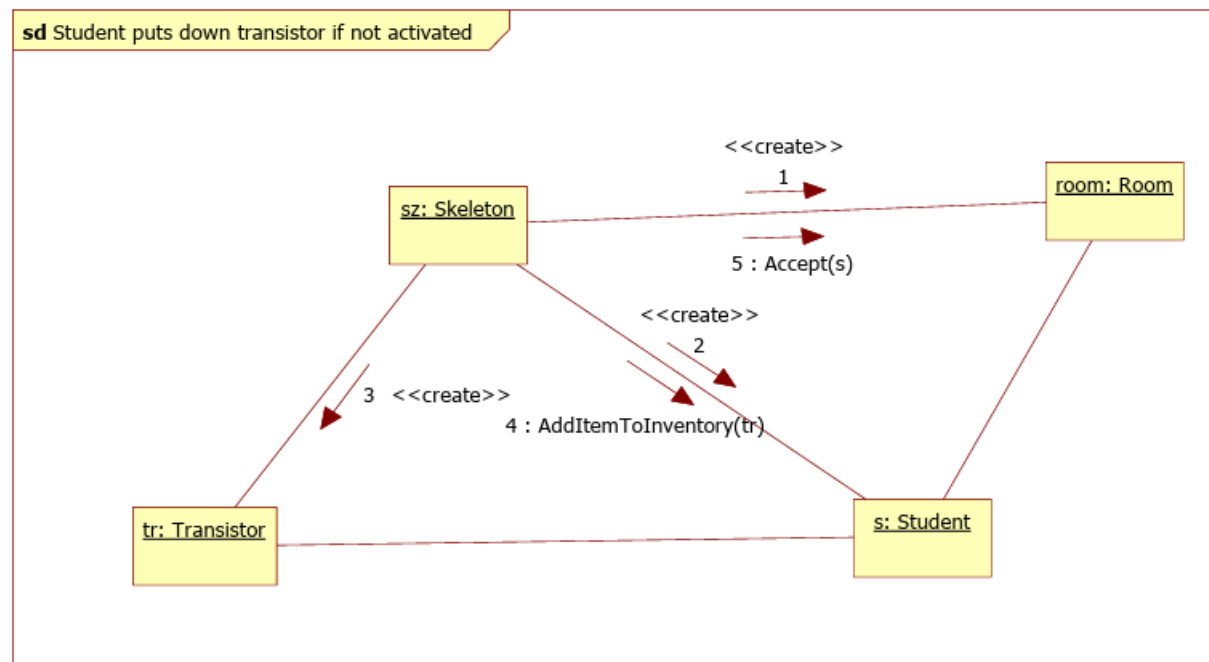 sd Student puts down transistor if not activated
<<create>>
1
room: Room
sz: Skeleton
5 : Accept(s)
<<create>>
2
3 <<create>>
4 : AddItemToInventory(tr)
tr: Transistor
s: Student